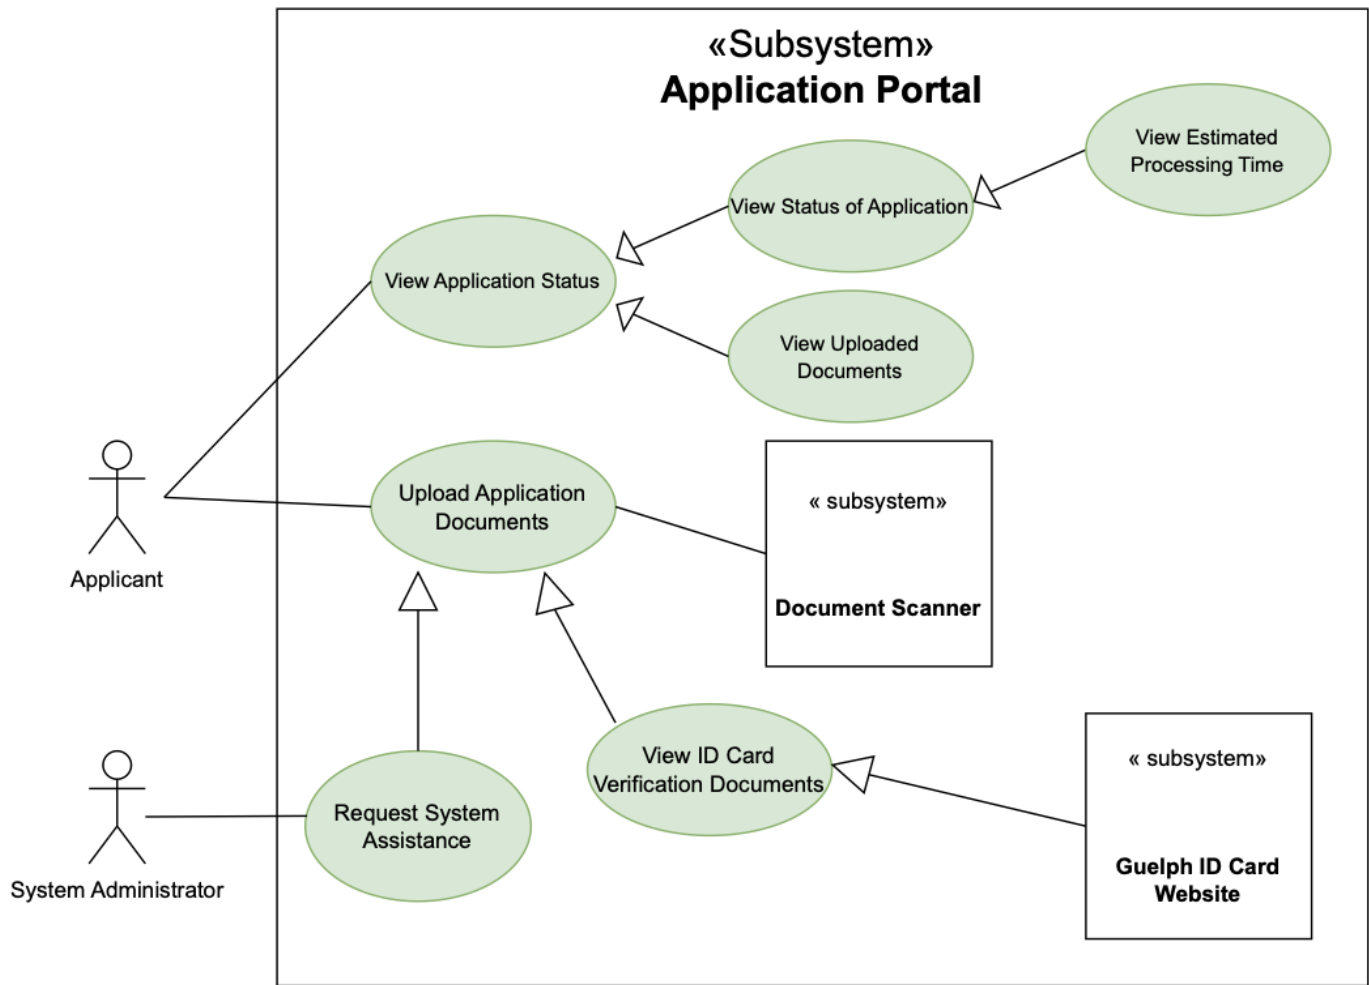 «Subsystem»
Application Portal
View Estimated
Processing Time
View Status of Application
View Application Status
View Uploaded
Documents
Upload Application
Documents
« subsystem»
Document Scanner
Applicant
View ID Card
Verification Documents
« subsystem»
Guelph ID Card
Website
Request System
Assistance
System Administrator